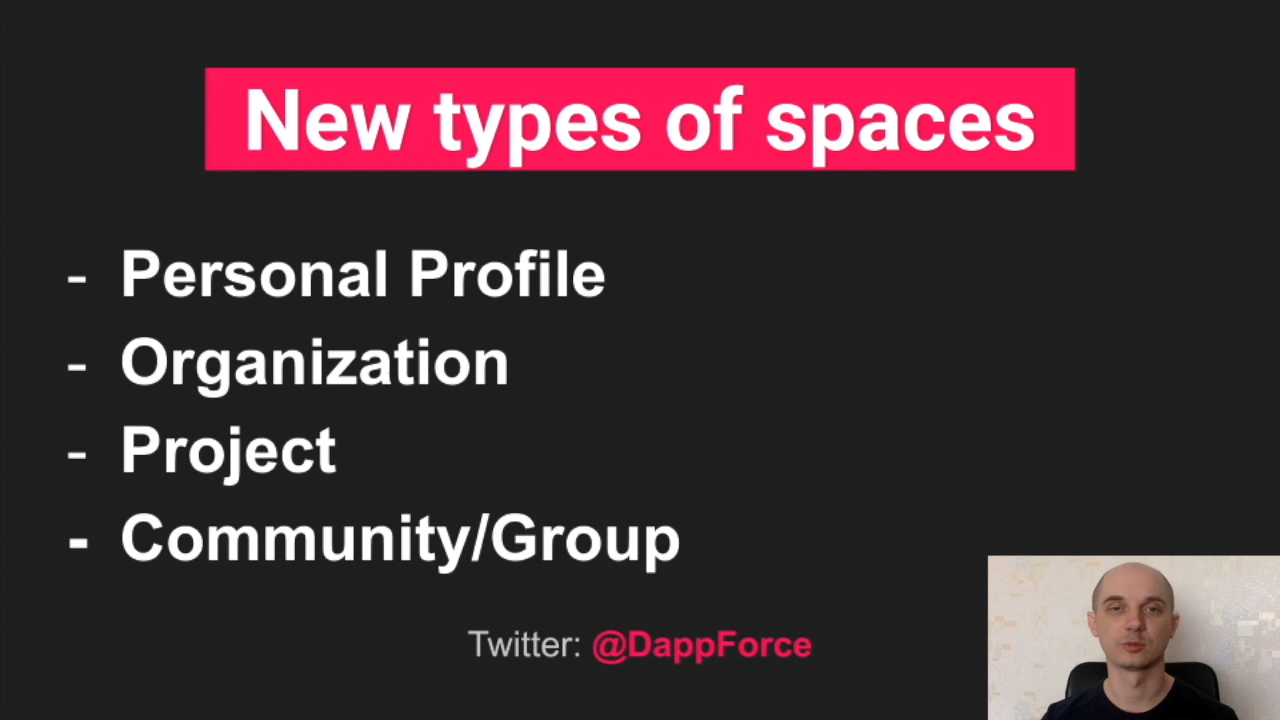 New types of spaces
- Personal Profile
- Organization
- Project
- Community/Group
Twitter: @DappForce